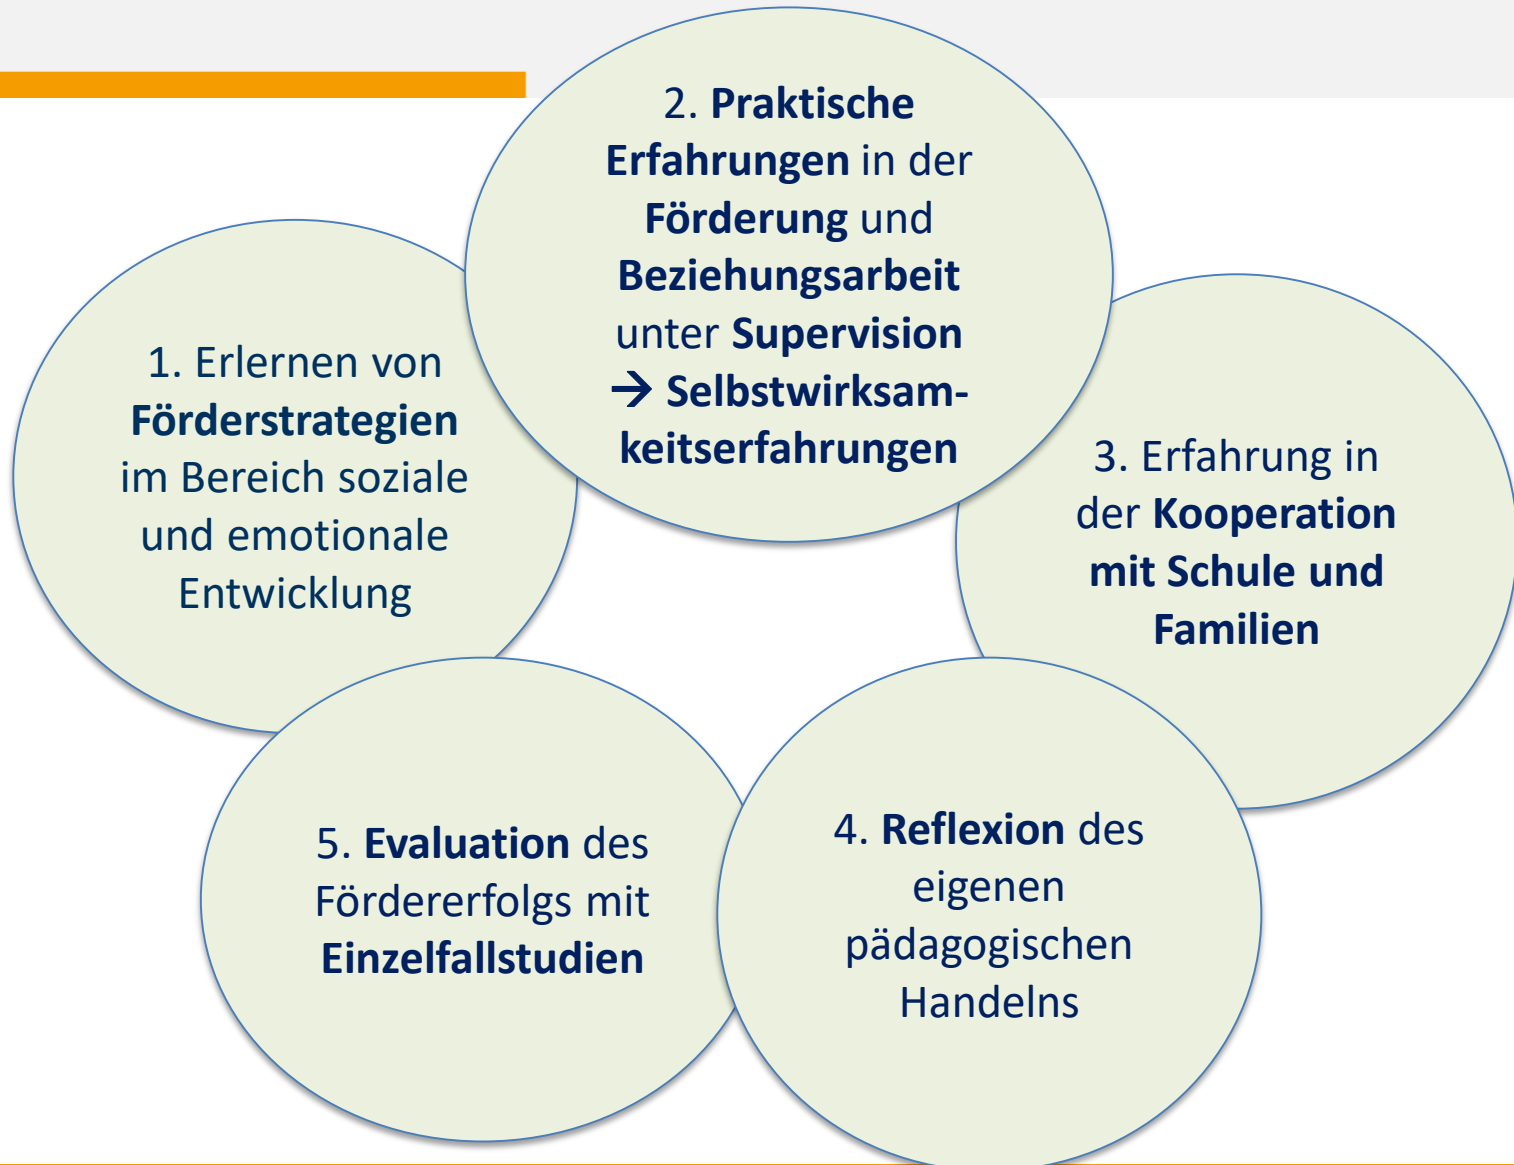 1. Erlernen von
Förderstrategien
im Bereich soziale
und emotionale
Entwicklung
2. Praktische
Erfahrungen in der
Förderung und
Beziehungsarbeit
unter Supervision
→ Selbstwirksam-
keitserfahrungen
3. Erfahrung in
der Kooperation
mit Schule und
Familien
4. Reflexion des
eigenen
pädagogischen
Handelns
5. Evaluation des
Fördererfolgs mit
Einzelfallstudien